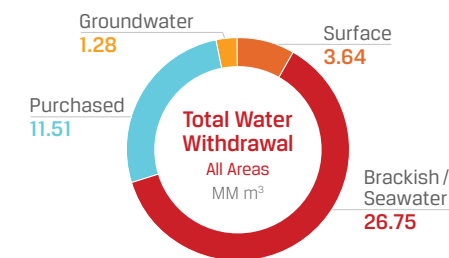 Groundwater
1.28
Surface
3.64
Purchased
11.51
Total Water
Withdrawal
All Areas
MM m³
Brackish /
Seawater
26.75